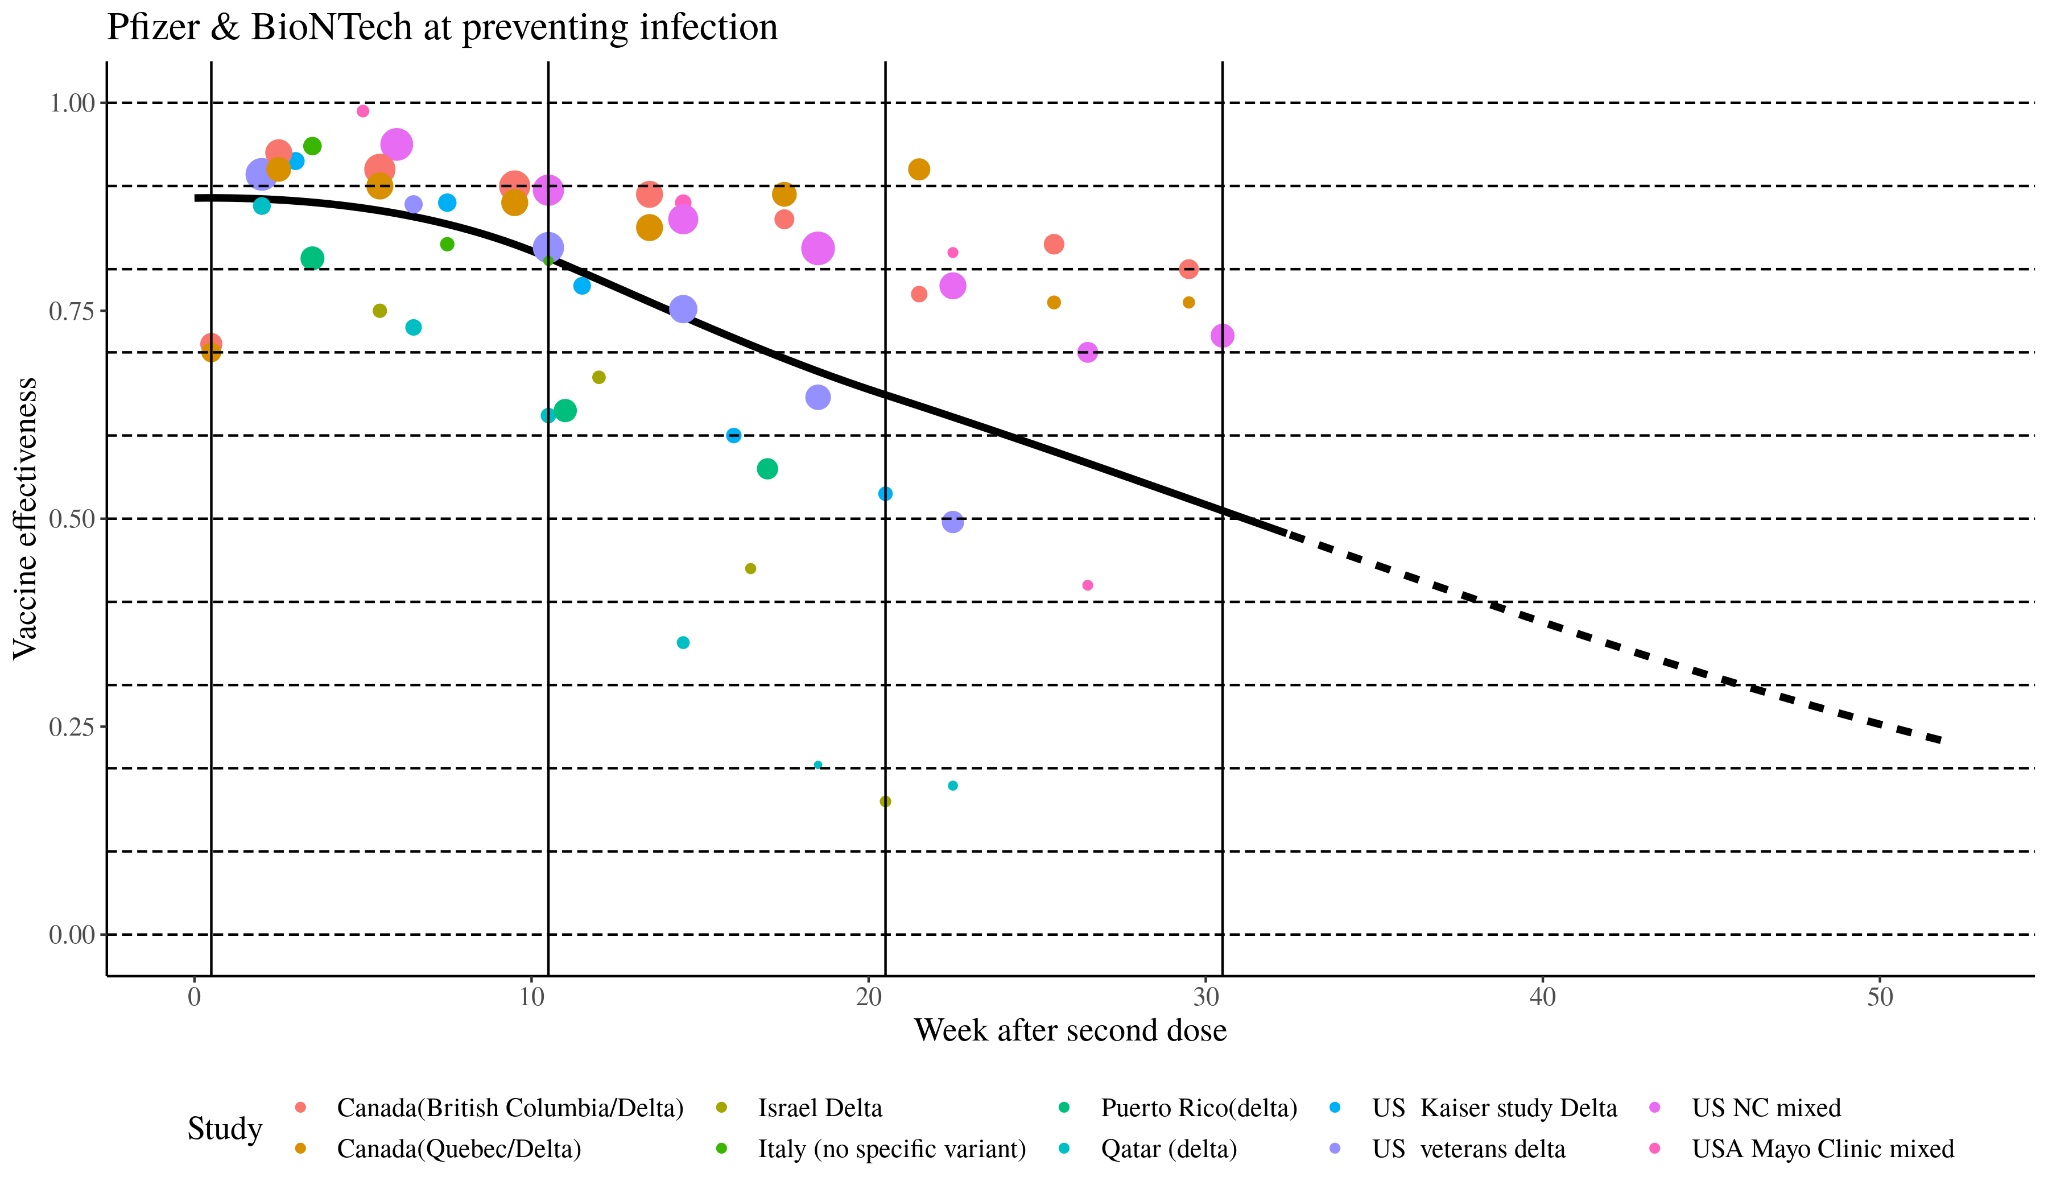 Pfizer & BioNTech at preventing infection
1.00
0.75
0.50
0.25
0.00
Vaccine effectiveness
0 10 20 30 40 50
Week after second dose
Study
Canada(British Columbia/Delta) Israel Delta Puerto Rico(delta) US  Kaiser study Delta US NC mixed
Canada(Quebec/Delta) Italy (no specific variant) Qatar (delta) US  veterans delta USA Mayo Clinic mixed